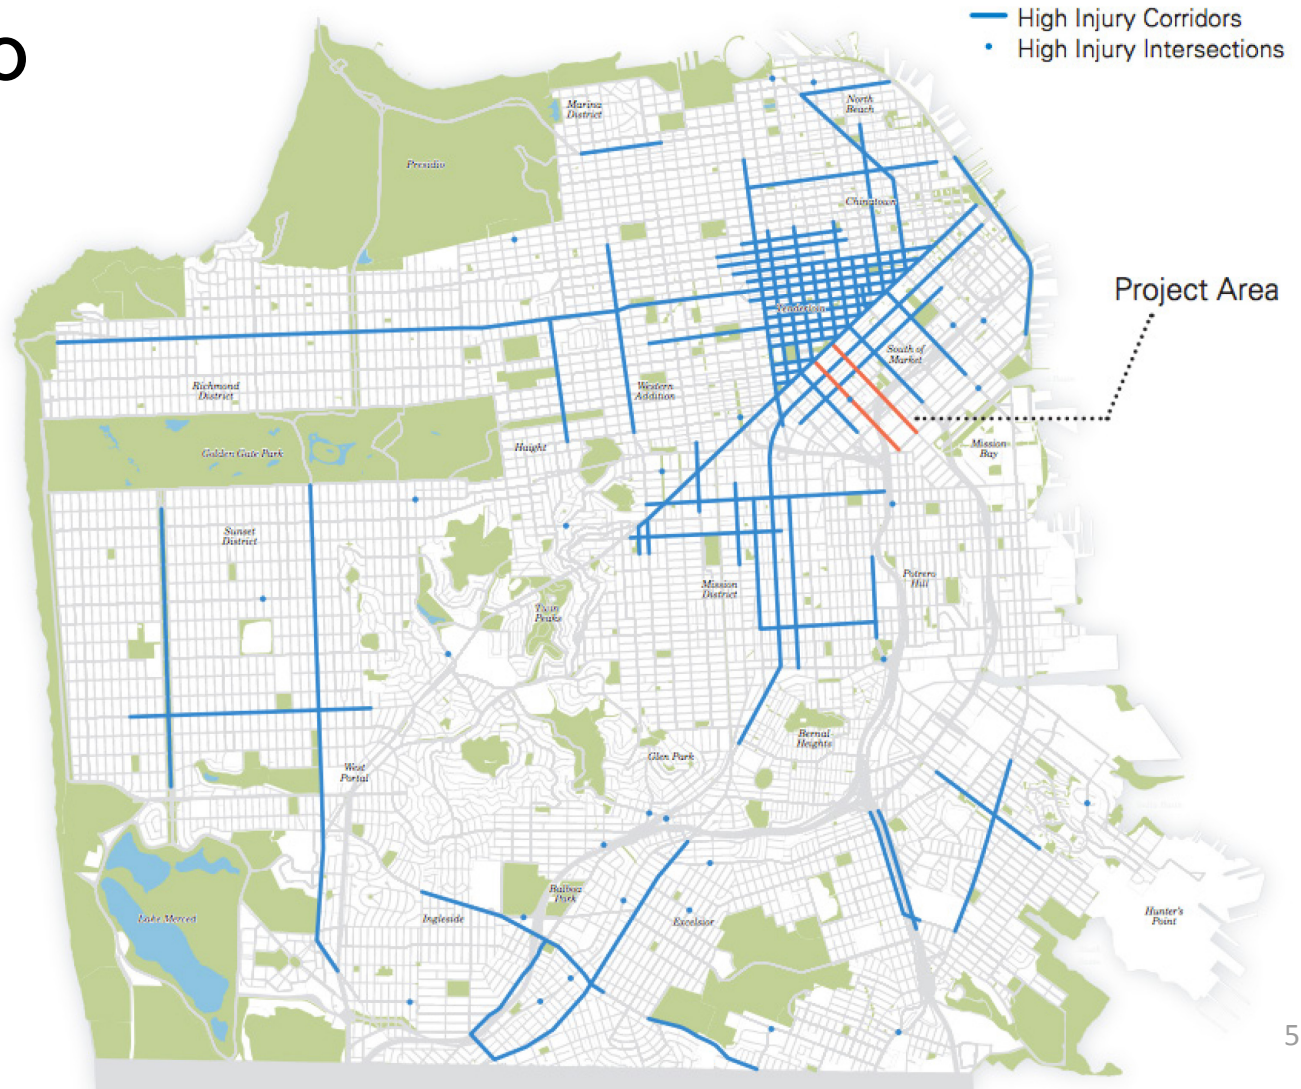 o
High Injury Corridors
High Injury Intersections
North
Beach
Marina
District
Presidio
Chinatown
Project Area
Tenderloin
South of
Market
Richmond
District
Western
Addition
Golden Gate Park
Haight
Mission
Bay
Sunset
District
Mission
District
Potrero
Hill
Twin
Peaks
Bernal
Heights
Glen Park
West
Portal
Balboa
Park
Lake Merced
Ingleside
Excelsior
Hunter's
Point
5